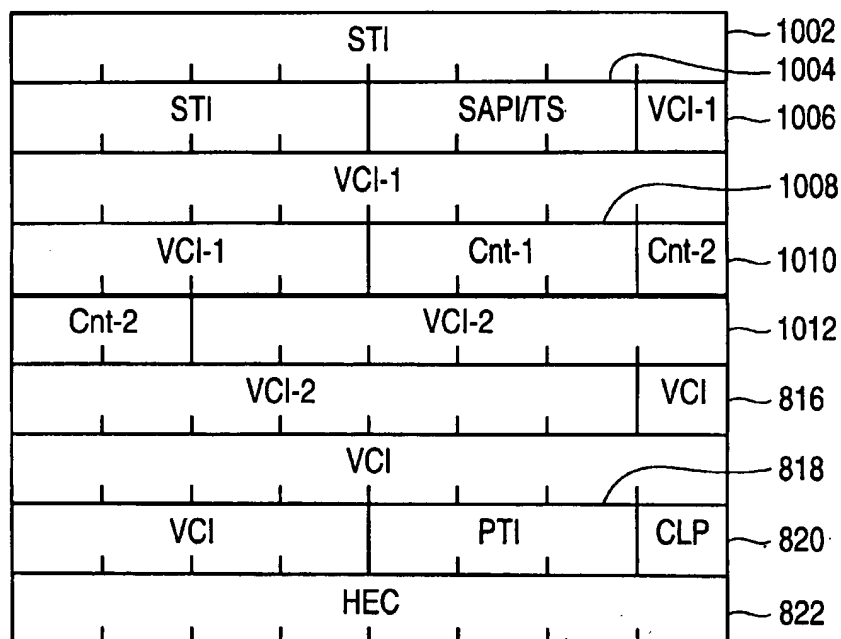 STI 1002
1004
STI SAPI/TS VCI-1 1006
VCI-1 1008
VCI-1 Cnt-1 Cnt-2 1010
Cnt-2 VCI-2 1012
VCI-2 VCI 816
VCI 818
VCI PTI CLP 820
HEC 822